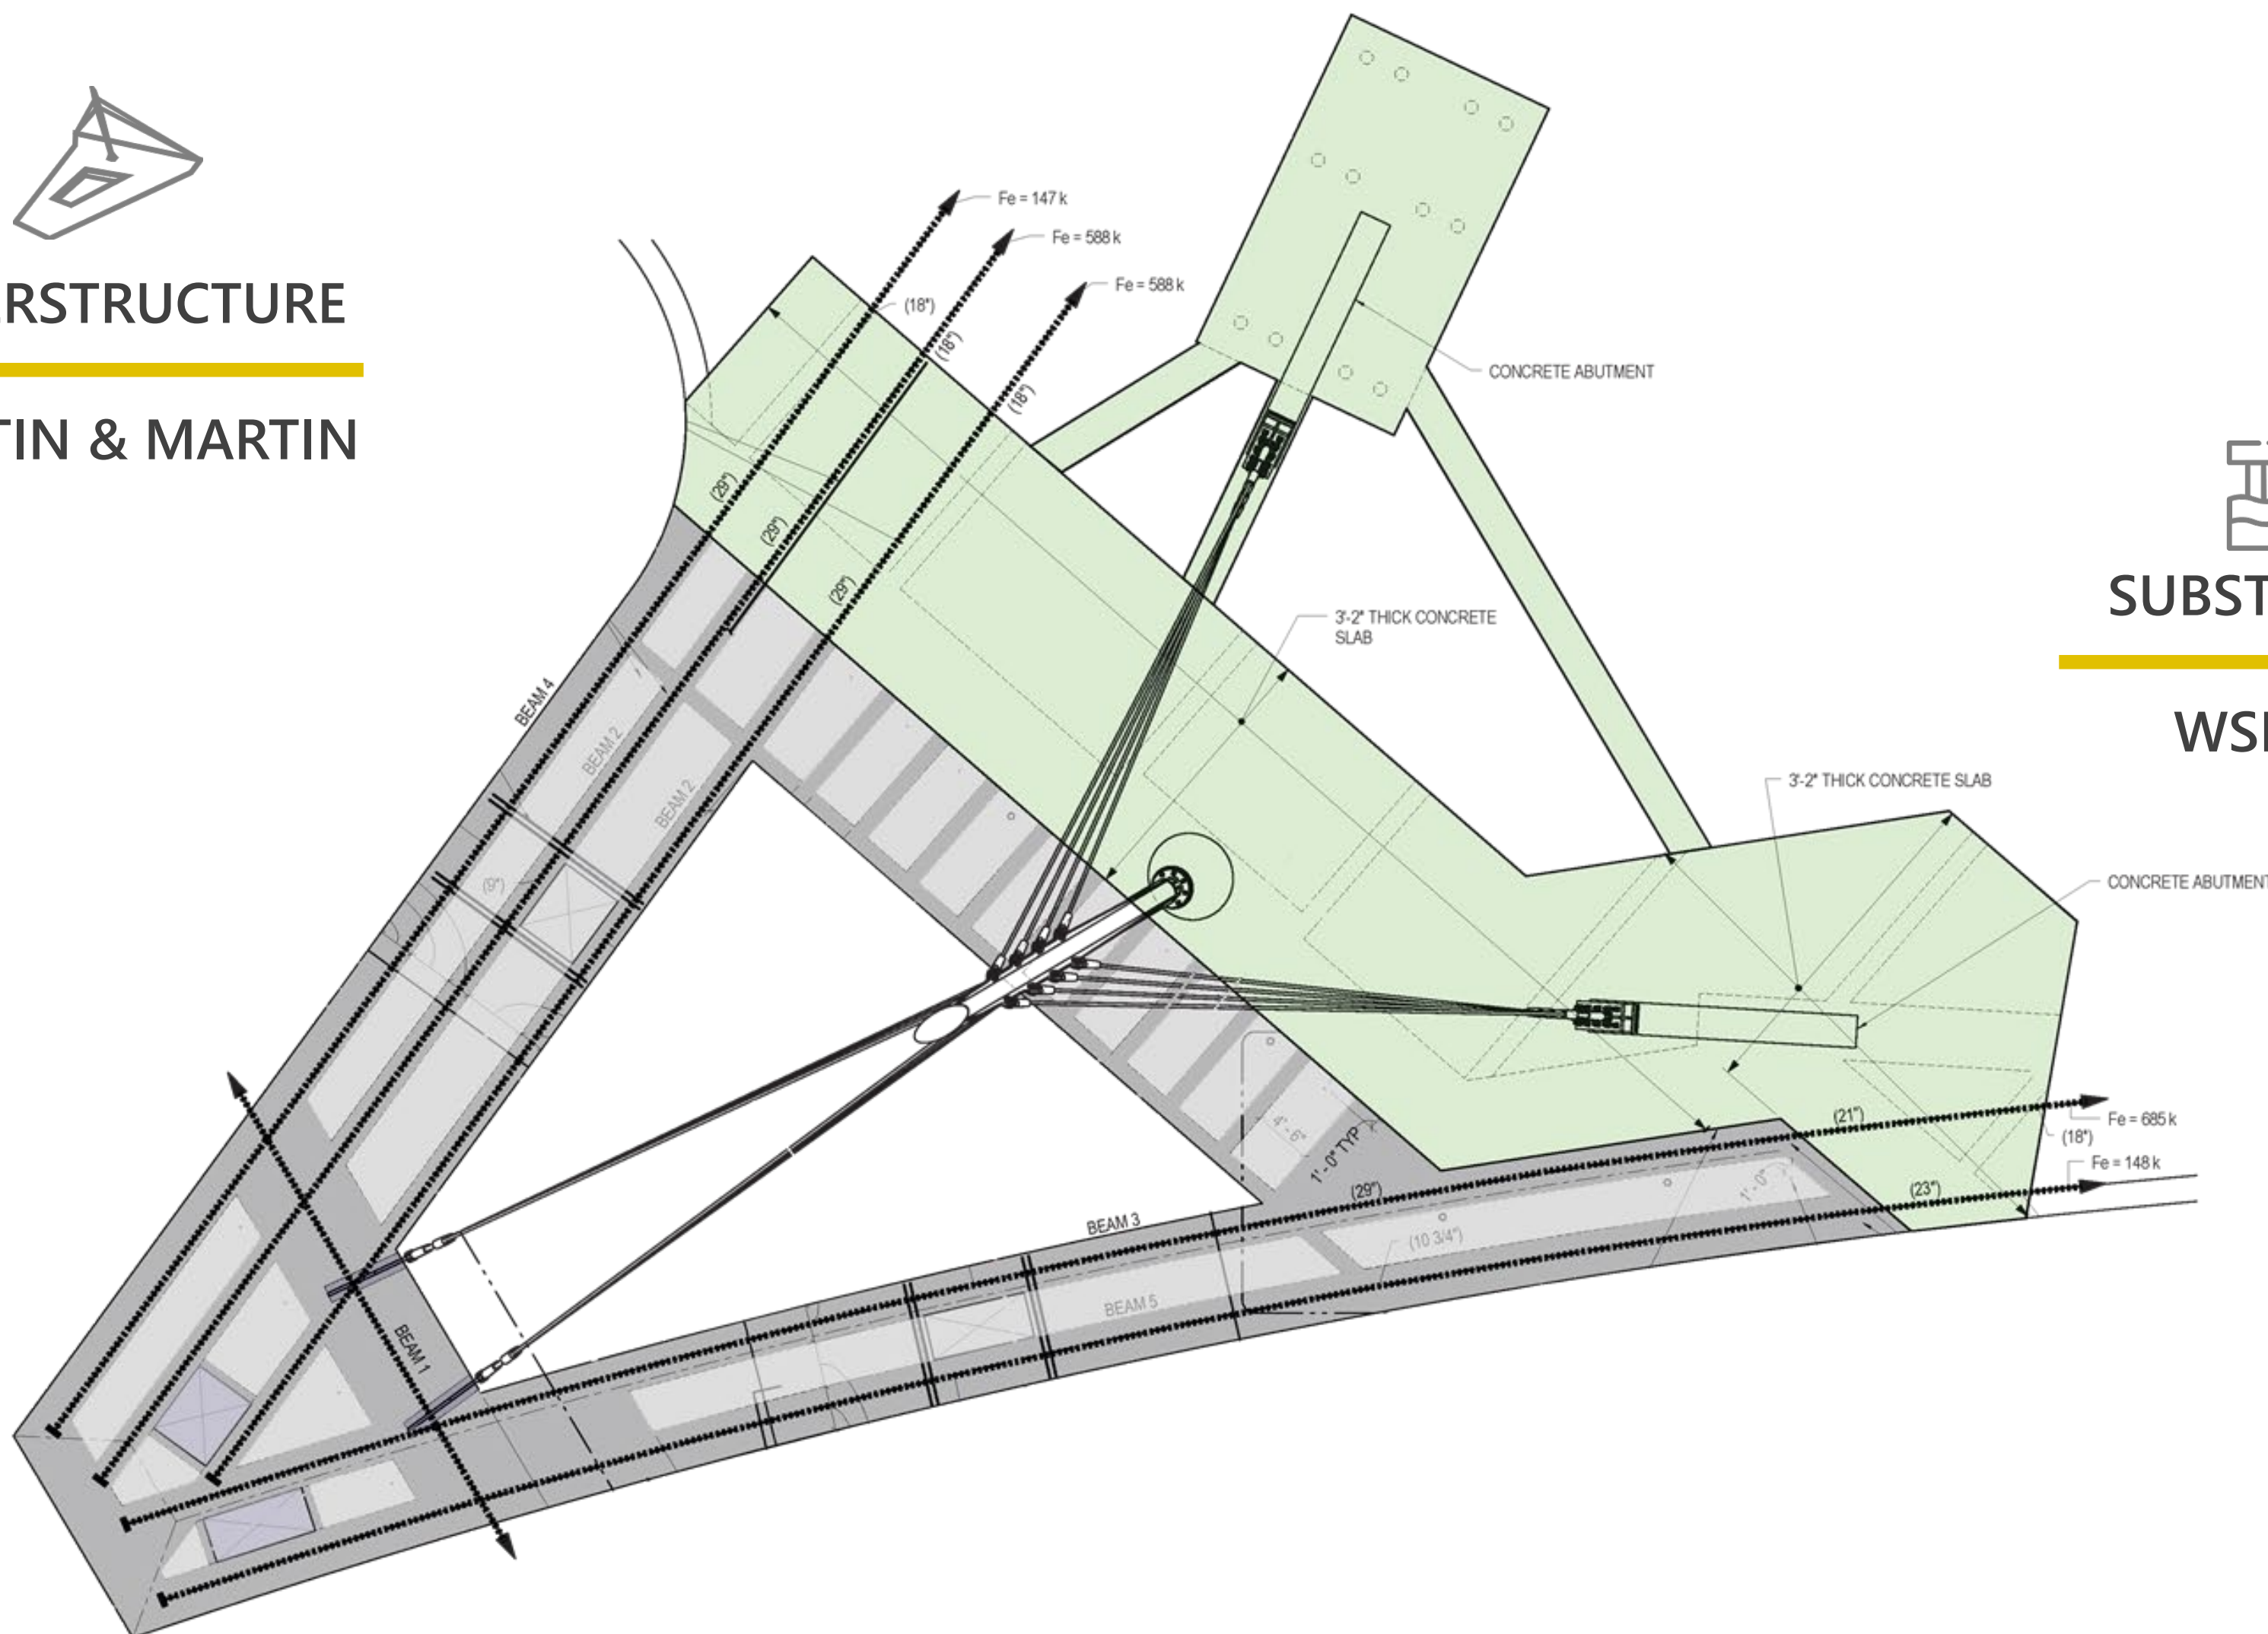 Fe = 147 k
Fe = 588 k
Fe = 588 k
ERSTRUCTURE
(18")
(18")
(18")
CONCRETE ABUTMENT
TIN & MARTIN
(29")
(29")
(29")
SUBST
3'-2" THICK CONCRETE
SLAB
BEAM 4
BEAM 2
BEAM 2
WSP
3'-2" THICK CONCRETE SLAB
CONCRETE ABUTMENT
(9")
4'-6"
1'-0" TYP
(21")
Fe = 685 k
(18")
Fe = 148 k
(29")
1'-0"
(23")
BEAM 3
(10 3/4")
BEAM 5
BEAM 1